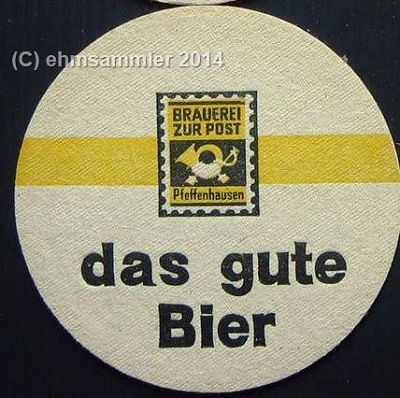 (C) ehmsammler 2014
BRAUEREI
ZUR POST
Pfeffenhausen
das gute
Bier